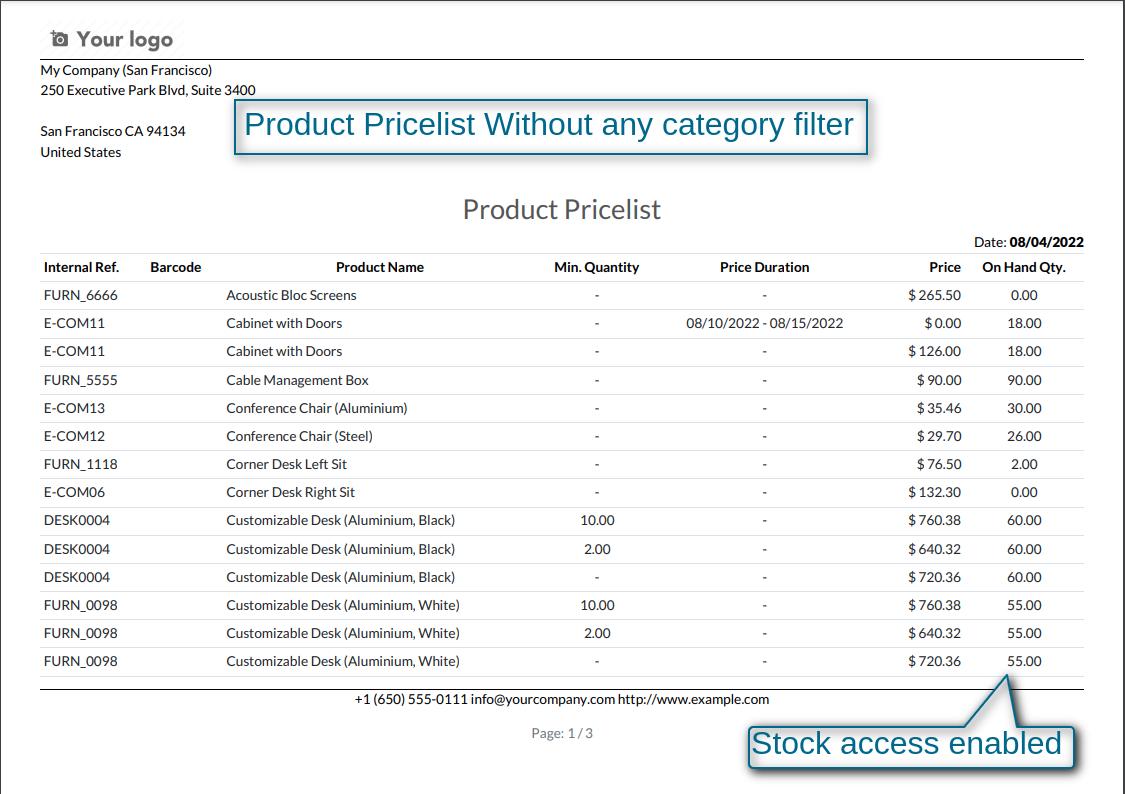 Your logo
My Company (San Francisco)
250 Executive Park Blvd, Suite 3400
Product Pricelist Without any category filter
San Francisco CA 94134
United States
Product Pricelist
Date: 08/04/2022
Internal Ref. Barcode Product Name Min. Quantity Price Duration Price On Hand Qty.
FURN_6666 Acoustic Bloc Screens - - $ 265.50 0.00
E-COM11 Cabinet with Doors - 08/10/2022 - 08/15/2022 $ 0.00 18.00
E-COM11 Cabinet with Doors - - $ 126.00 18.00
FURN_5555 Cable Management Box - - $ 90.00 90.00
E-COM13 Conference Chair (Aluminium) - - $ 35.46 30.00
E-COM12 Conference Chair (Steel) - - $ 29.70 26.00
FURN_1118 Corner Desk Left Sit - - $ 76.50 2.00
E-COM06 Corner Desk Right Sit - - $ 132.30 0.00
DESK0004 Customizable Desk (Aluminium, Black) 10.00 - $ 760.38 60.00
DESK0004 Customizable Desk (Aluminium, Black) 2.00 - $ 640.32 60.00
DESK0004 Customizable Desk (Aluminium, Black) - - $ 720.36 60.00
FURN_0098 Customizable Desk (Aluminium, White) 10.00 - $ 760.38 55.00
FURN_0098 Customizable Desk (Aluminium, White) 2.00 - $ 640.32 55.00
FURN_0098 Customizable Desk (Aluminium, White) - - $ 720.36 55.00
+1 (650) 555-0111 info@yourcompany.com http://www.example.com
Page: 1 / 3
Stock access enabled